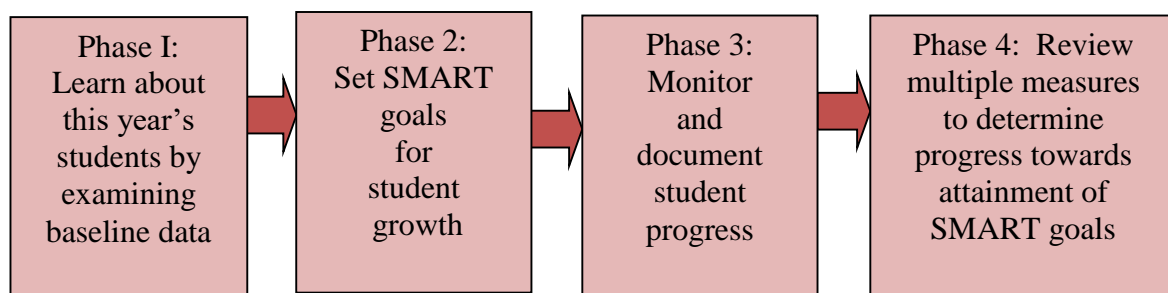 Phase I:
Learn about
this year's
students by
examining
baseline data
Phase 2:
Set SMART
goals
for
student
growth
Phase 3:
Monitor
and
document
student
progress
Phase 4:  Review
multiple measures
to determine
progress towards
attainment of
SMART goals